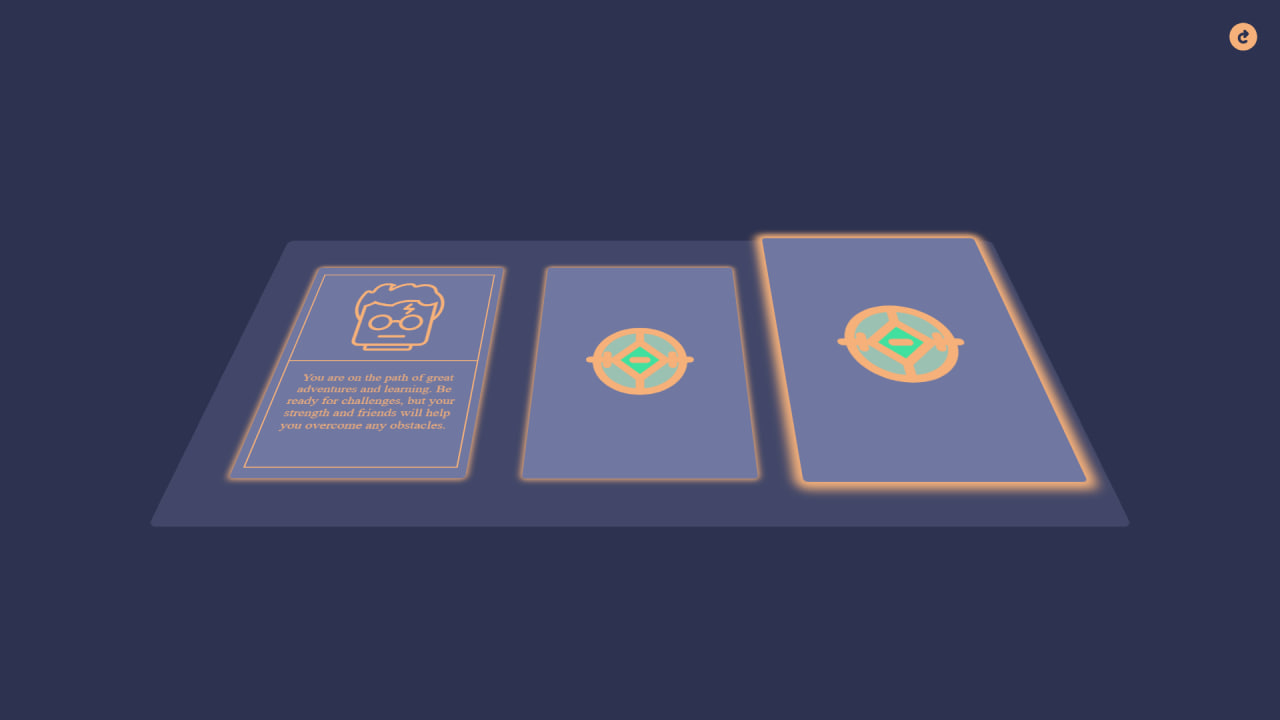 You are on the path of great
adventures and learning. Be
ready for challenges, but your
strength and friends will help
you overcome any obstacles.